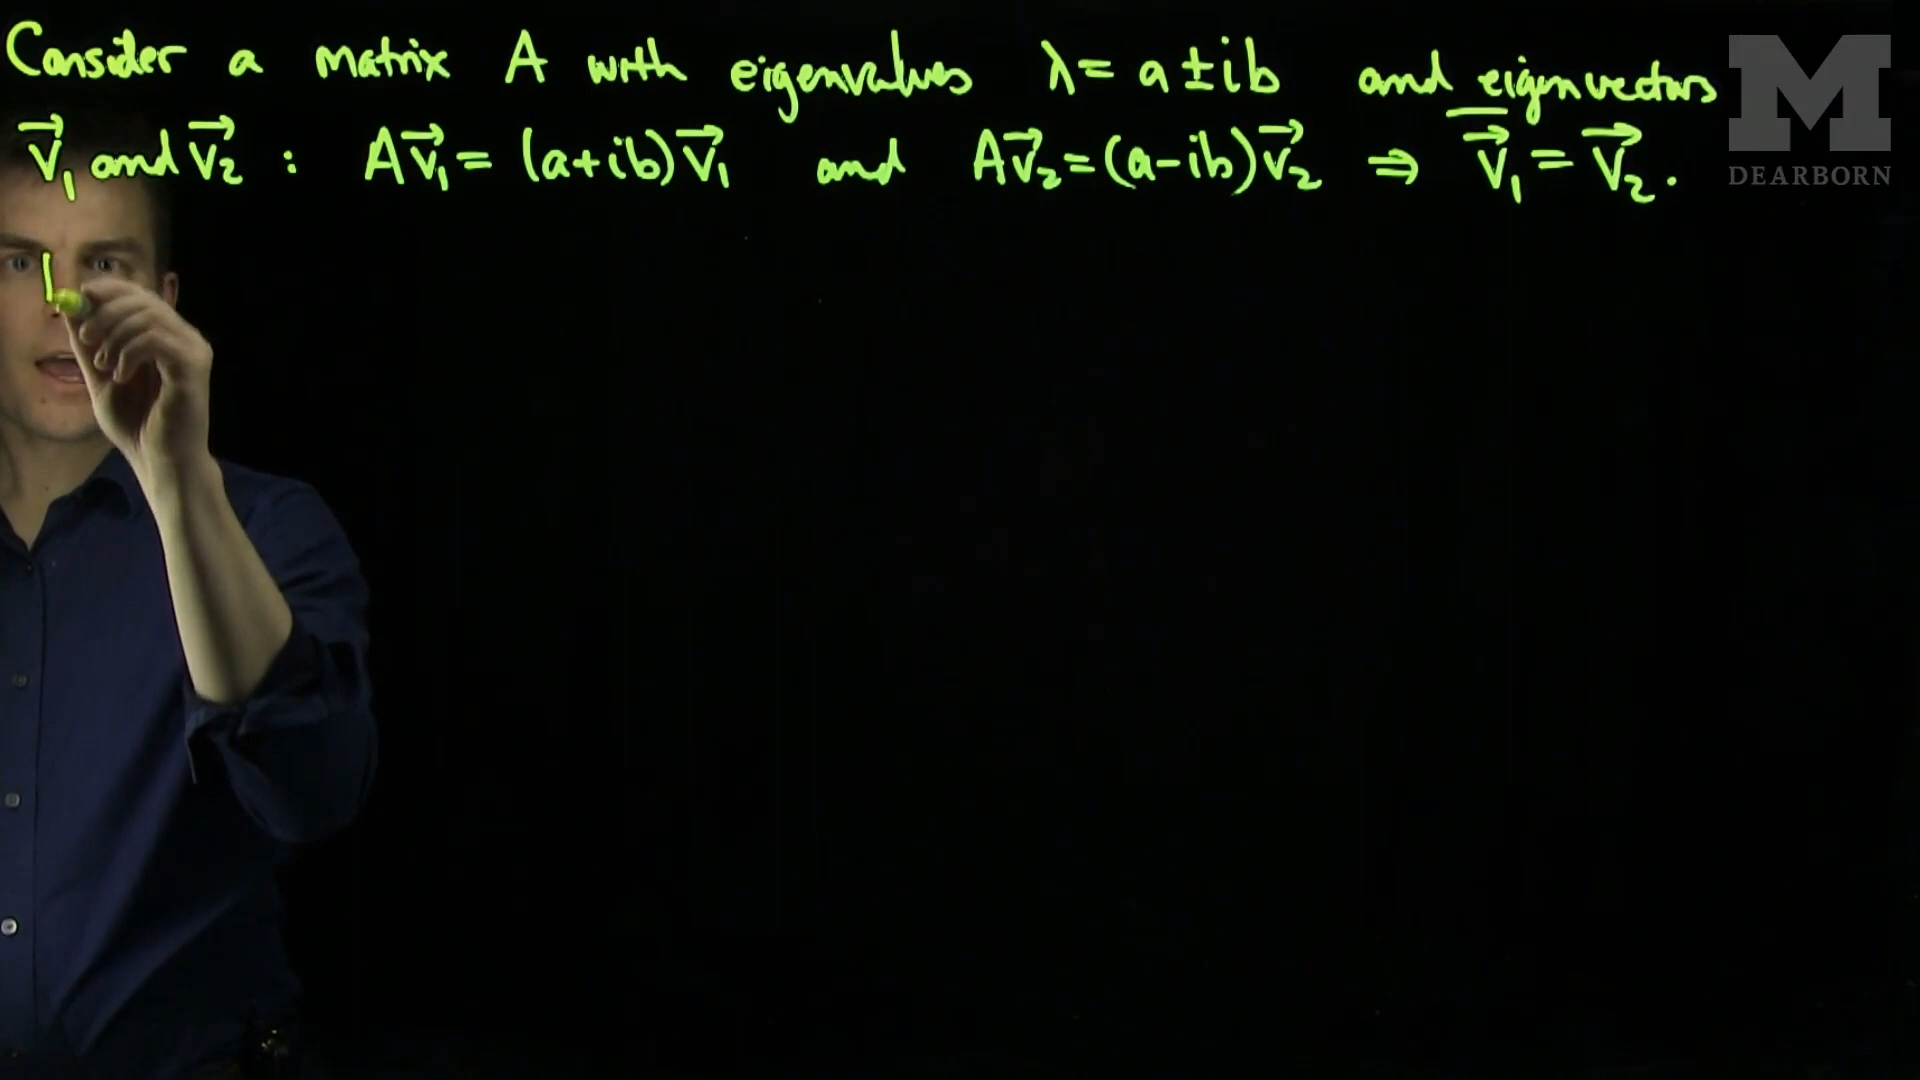 Consider a matrix A with eigenvalues λ = a ± ib and eigenvectors
v⃗₁ and v⃗₂ : Av⃗₁ = (a+ib)v⃗₁ and Av⃗₂ = (a-ib)v⃗₂ ⇒ v̅⃗₁ = v⃗₂.
M
DEARBORN